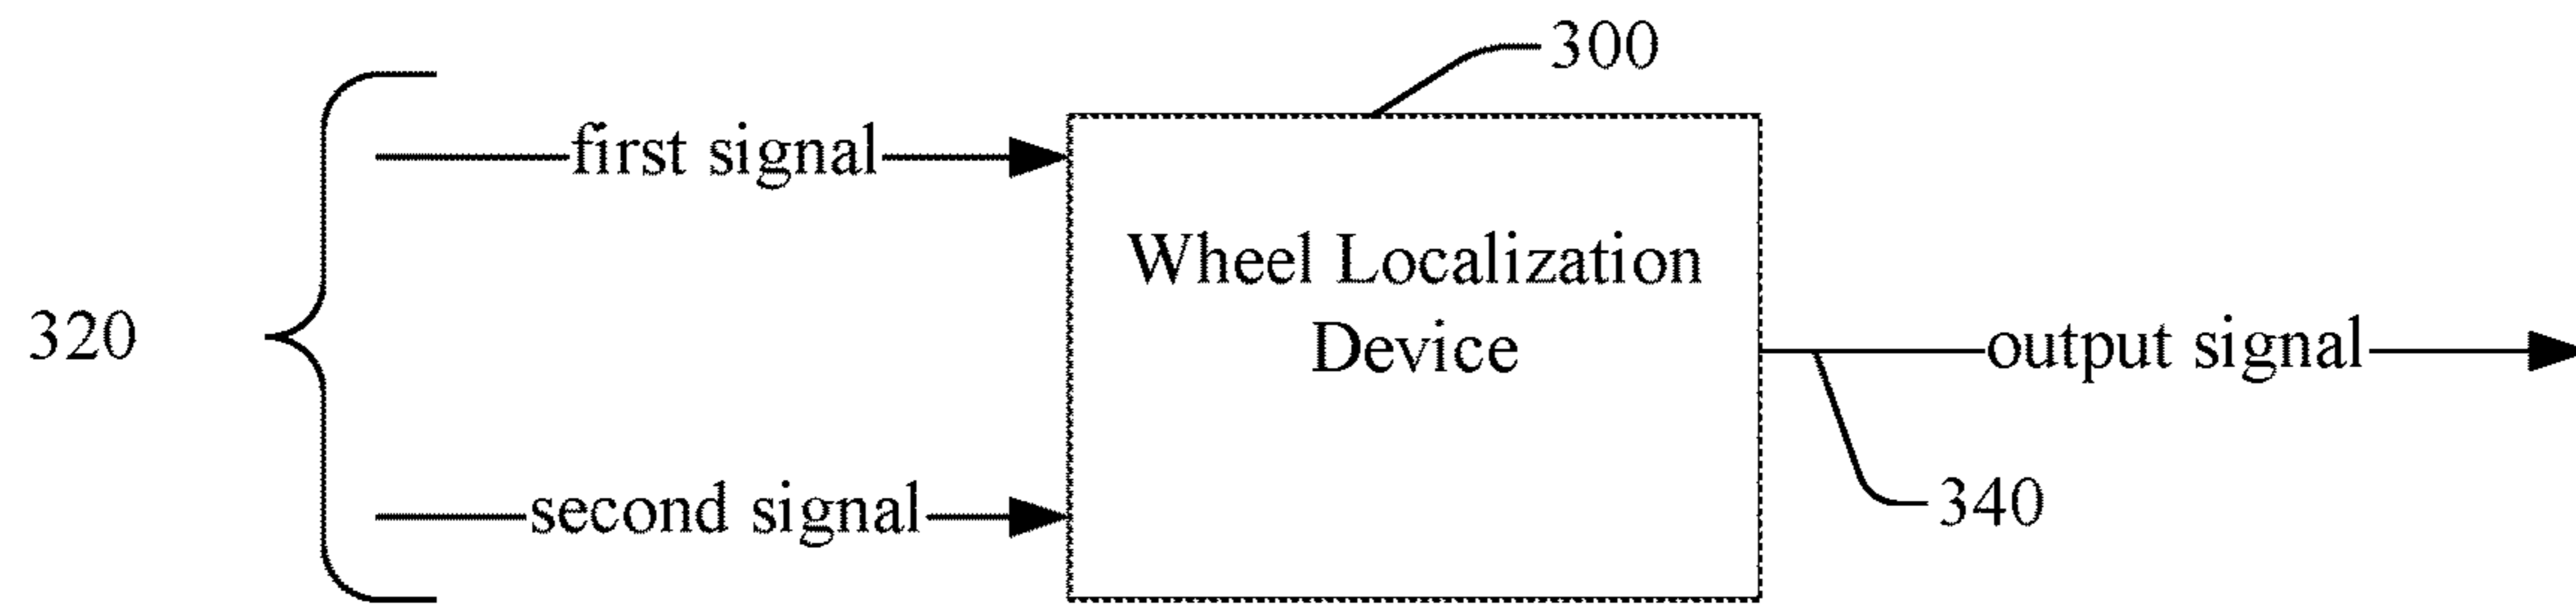 300
first signal
Wheel Localization
Device
320
output signal
second signal
340